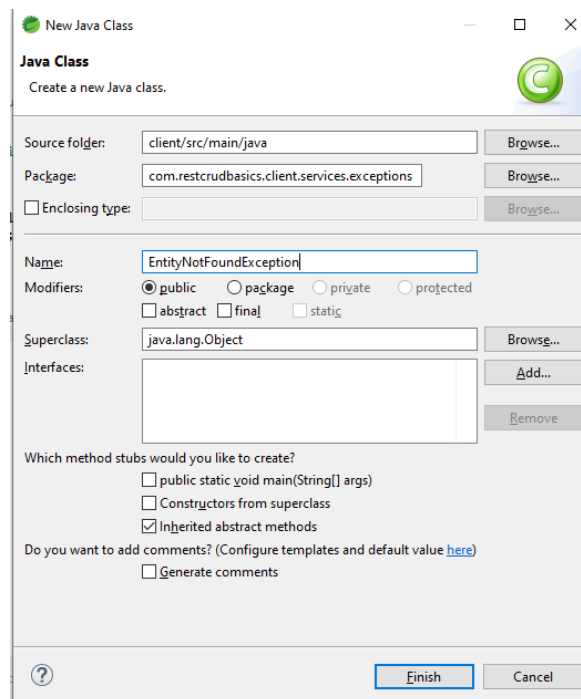 New Java Class
Java Class
Create a new Java class.
Source folder: client/src/main/java Browse...
Package: com.restcrudbasics.client.services.exceptions Browse...
Enclosing type: Browse...
Name: EntityNotFoundException
Modifiers: public package private protected
abstract final static
Superclass: java.lang.Object Browse...
Interfaces: Add...
Remove
Which method stubs would you like to create?
public static void main(String[] args)
Constructors from superclass
Inherited abstract methods
Do you want to add comments? (Configure templates and default value here)
Generate comments
? Finish Cancel